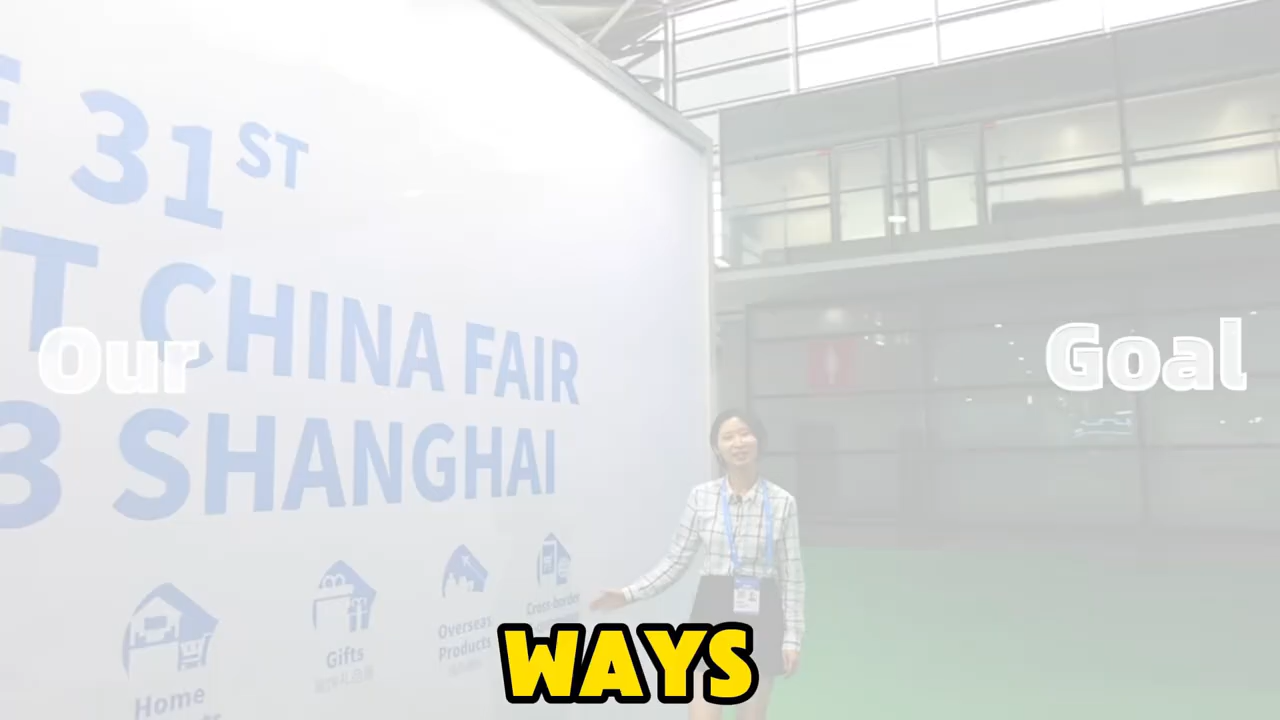 E 31ST
T CHINA FAIR
3 SHANGHAI
Our
Goal
Home
Gifts
Overseas
Products
Cross-border
WAYS